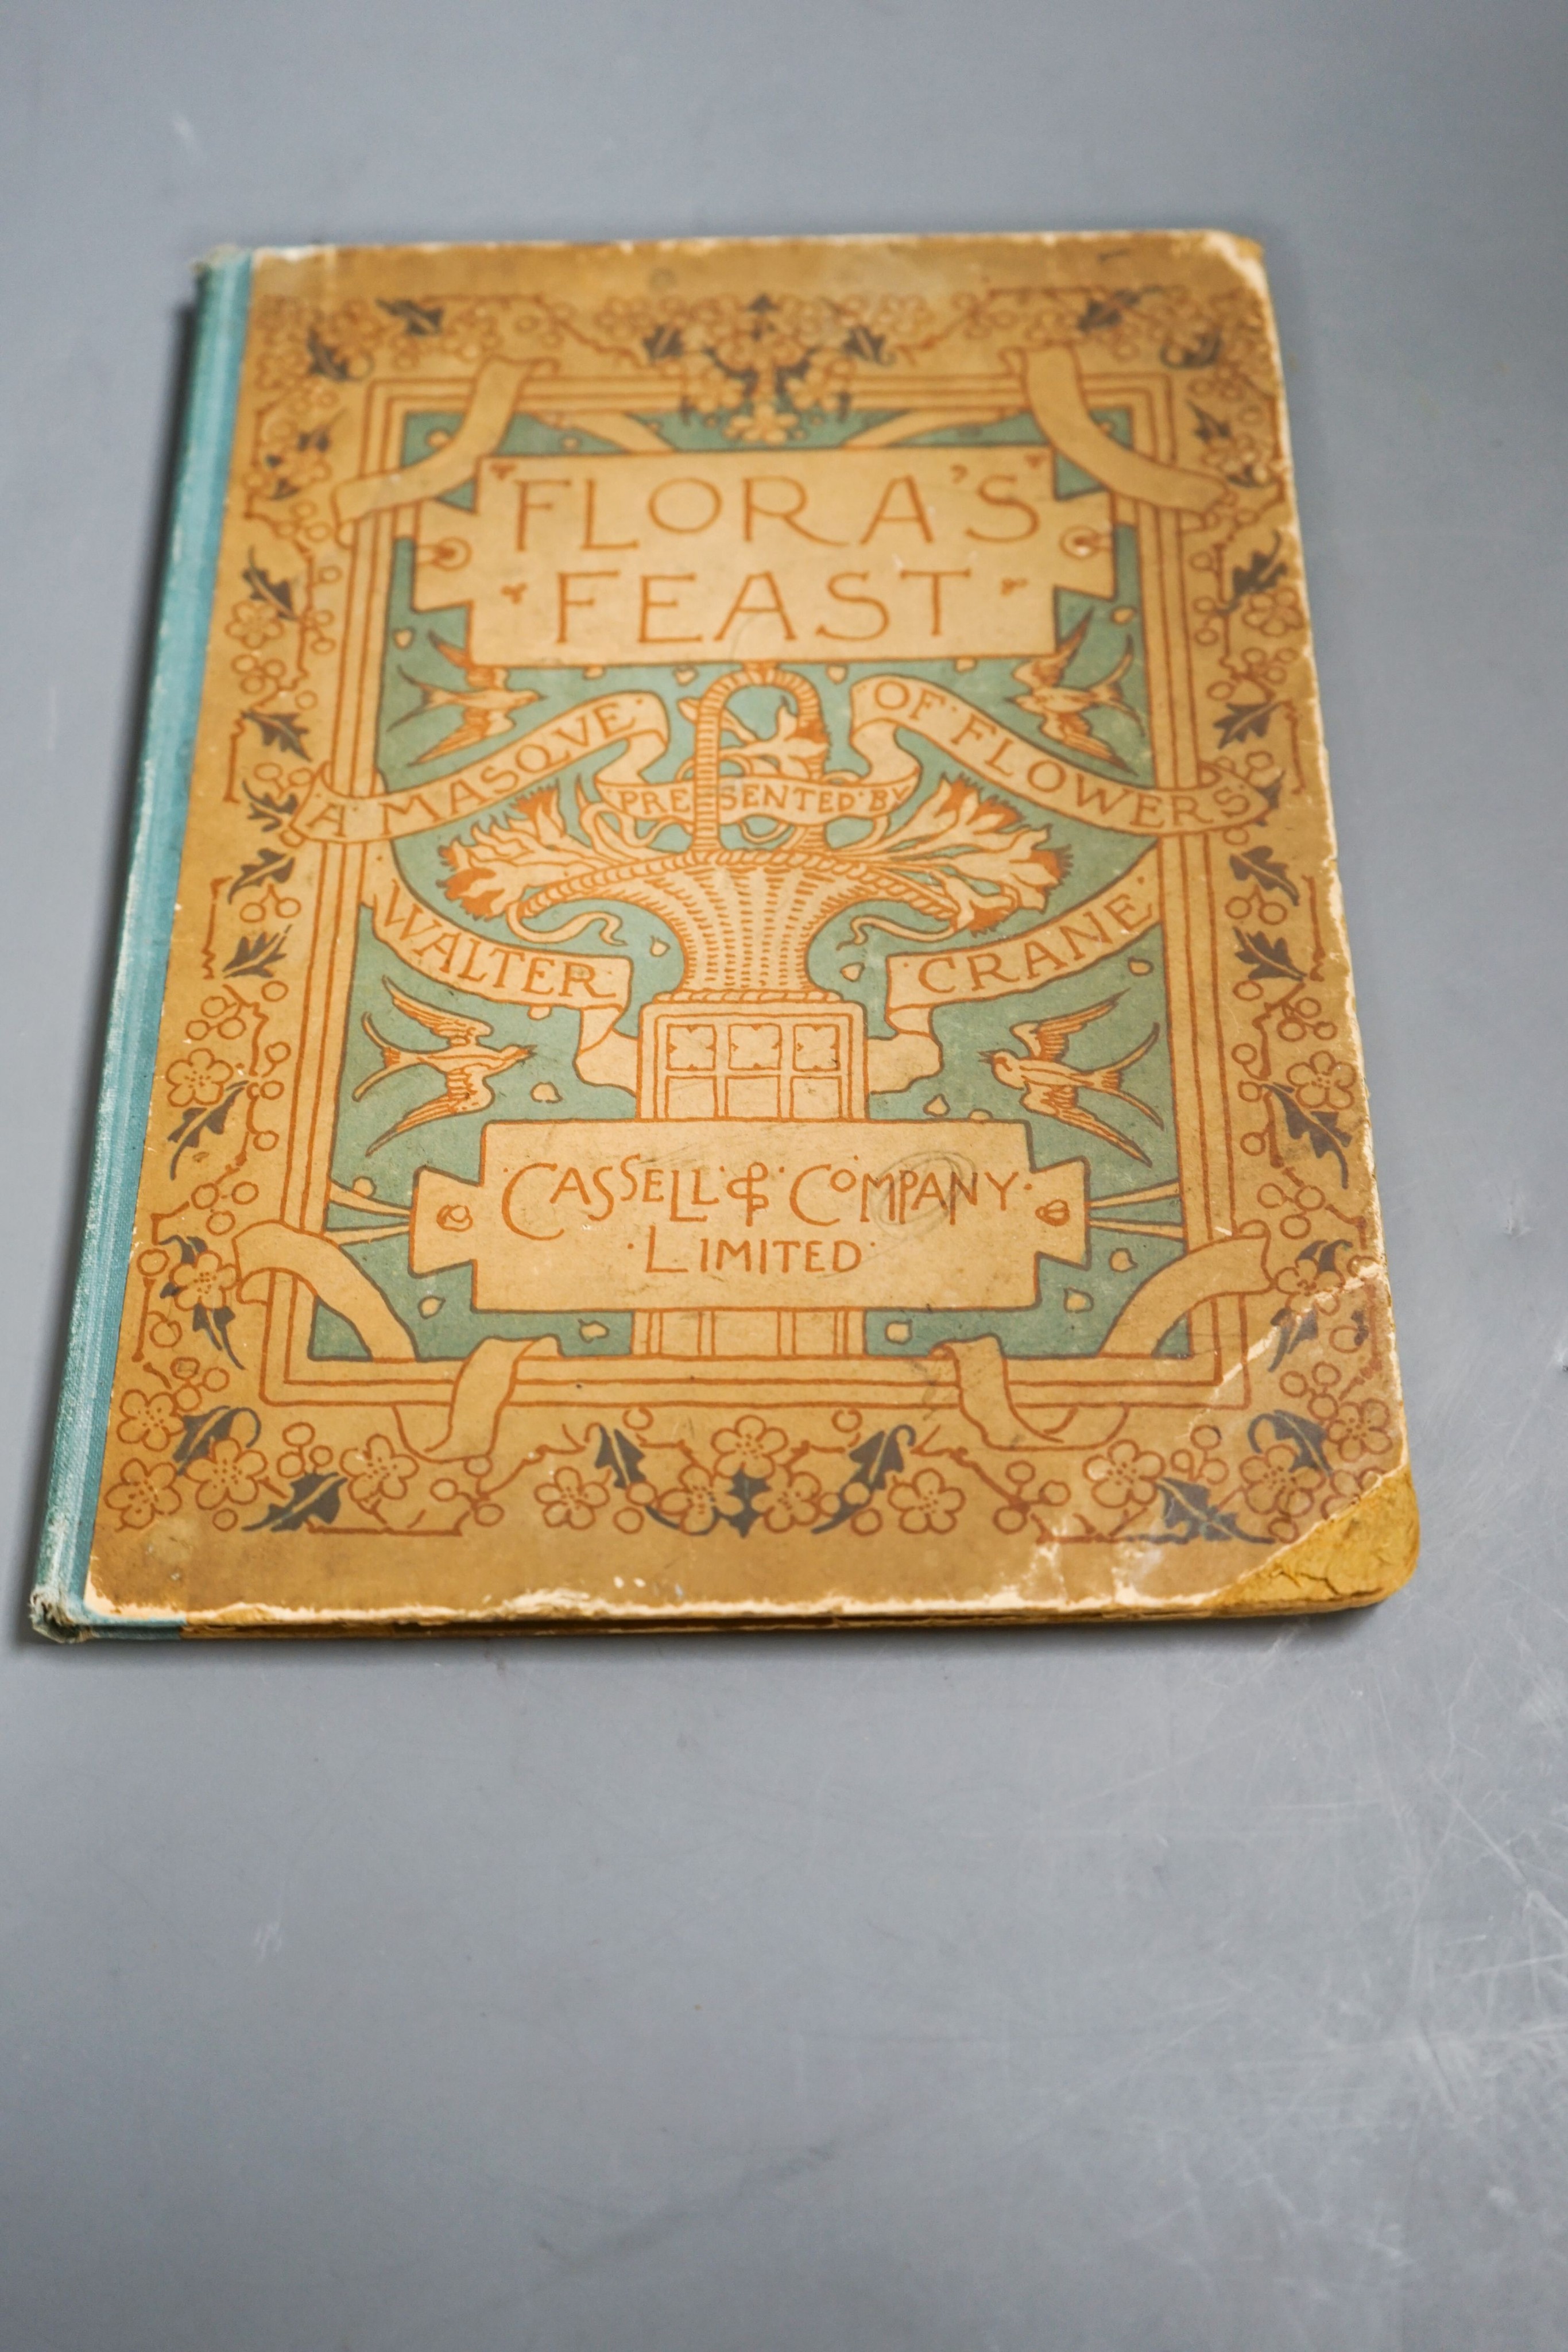 FLORA'S
FEAST
A MASQVE OF FLOWERS
PRESENTED BY
WALTER CRANE
CASSELL & COMPANY
LIMITED